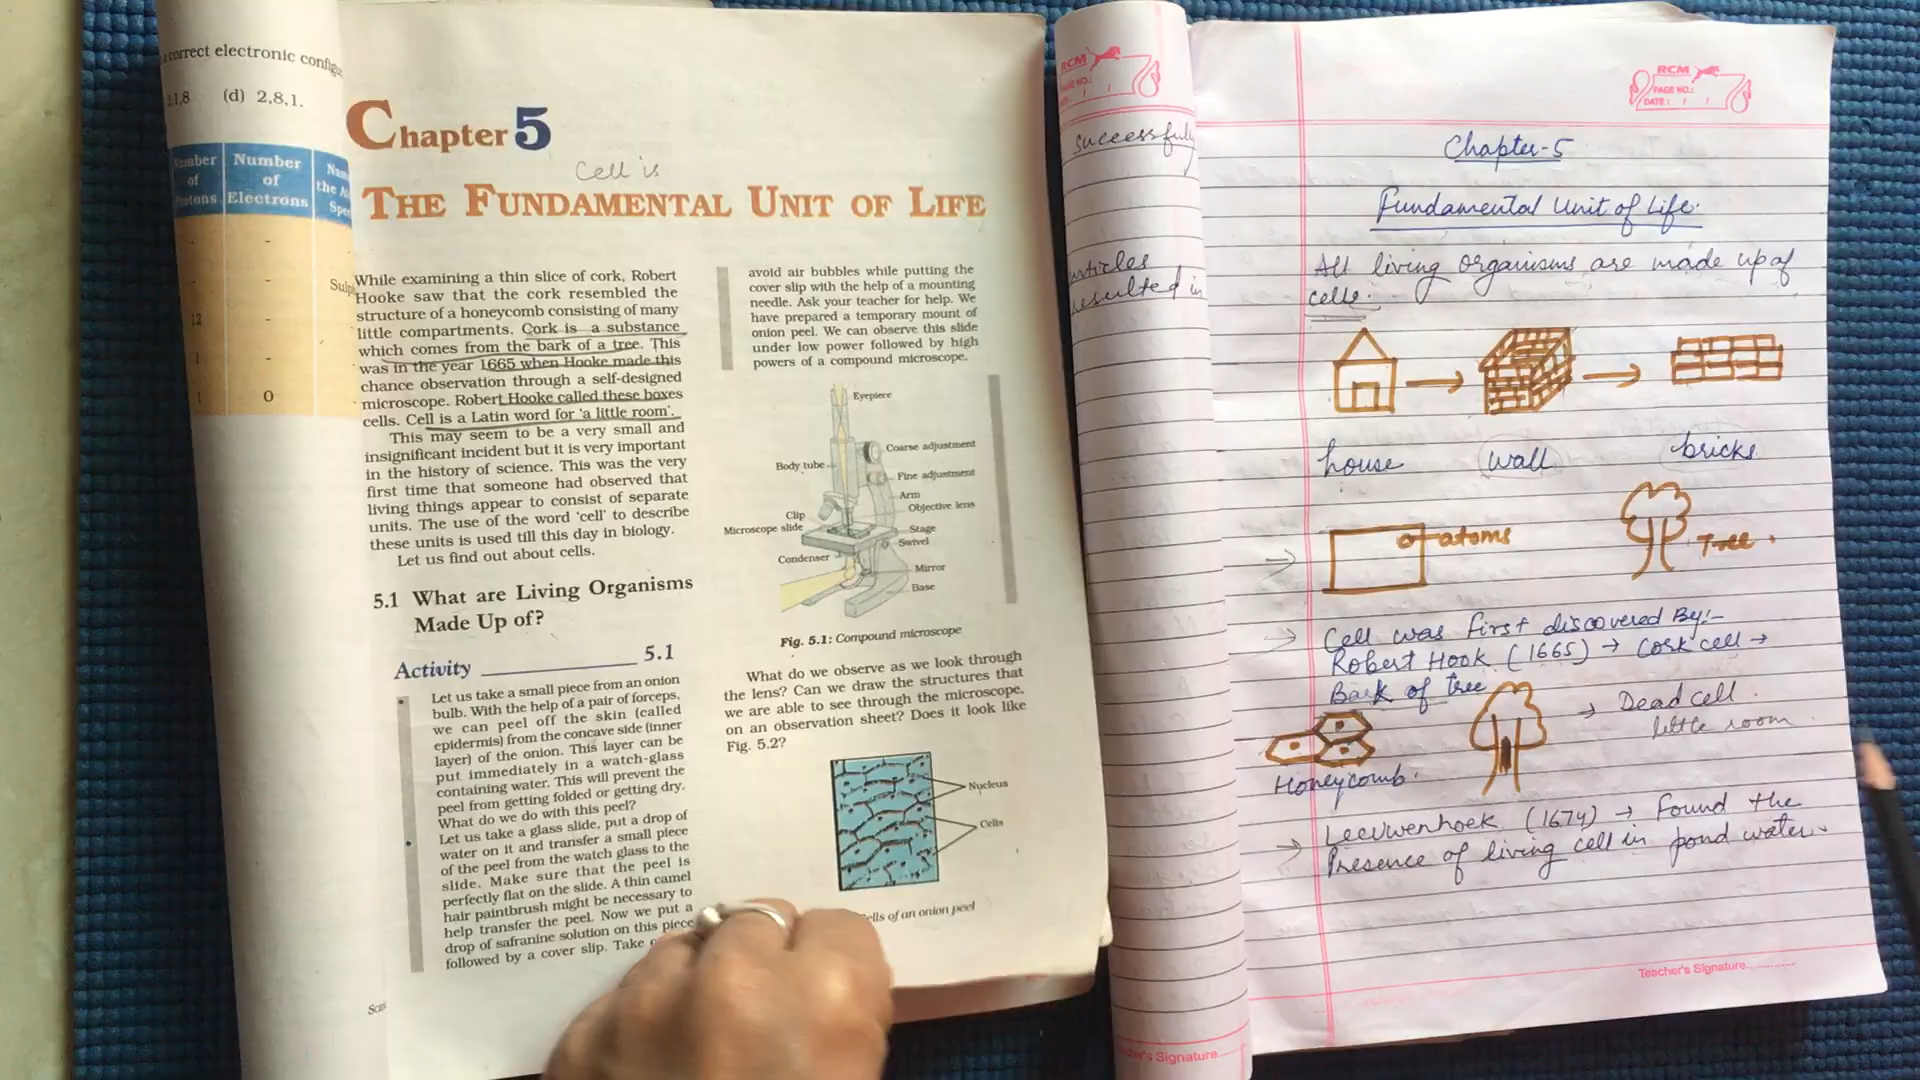 correct electronic
(d) 2,8,1.
Number
of
Electrons
-
-
12
-
1
-
1
0
Chapter 5
Cell is
THE FUNDAMENTAL UNIT OF LIFE
While examining a thin slice of cork, Robert
Hooke saw that the cork resembled the
structure of a honeycomb consisting of many
little compartments. Cork is a substance
which comes from the bark of a tree. This
was in the year 1665 when Hooke made this
chance observation through a self-designed
microscope. Robert Hooke called these boxes
cells. Cell is a Latin word for 'a little room'.
This may seem to be a very small and
insignificant incident but it is very important
in the history of science. This was the very
first time that someone had observed that
living things appear to consist of separate
units. The use of the word 'cell' to describe
these units is used till this day in biology.
Let us find out about cells.
5.1 What are Living Organisms
Made Up of?
Activity 5.1
Let us take a small piece from an onion
bulb. With the help of a pair of forceps,
we can peel off the skin (called
epidermis) from the concave side (inner
layer) of the onion. This layer can be
put immediately in a watch-glass
containing water. This will prevent the
peel from getting folded or getting dry.
What do we do with this peel?
Let us take a glass slide, put a drop of
water on it and transfer a small piece
of the peel from the watch glass to the
slide. Make sure that the peel is
perfectly flat on the slide. A thin camel
hair paintbrush might be necessary to
help transfer the peel. Now we put a
drop of safranine solution on this piece
followed by a cover slip. Take
avoid air bubbles while putting the
cover slip with the help of a mounting
needle. Ask your teacher for help. We
have prepared a temporary mount of
onion peel. We can observe this slide
under low power followed by high
powers of a compound microscope.
Eyepiece
Coarse adjustment
Body tube
Fine adjustment
Arm
Objective lens
Clip
Microscope slide
Stage
Swivel
Condenser
Mirror
Base
Fig. 5.1: Compound microscope
What do we observe as we look through
the lens? Can we draw the structures that
we are able to see through the microscope,
on an observation sheet? Does it look like
Fig. 5.2?
Nucleus
Cells
of an onion peel
RCM
PAGE NO.:
/ /
successfully
resulted in
Teacher's Signature
RCM
PAGE NO.:
DATE: / /
Chapter-5
Fundamental Unit of Life.
All living organisms are made up of
cells.
house wall bricks
atoms
Tree.
Cell was first discovered By:-
Robert Hook (1665) → Cork cell →
Bark of tree
→ Dead cell.
little room
Honeycomb.
→ Leeuwenhoek (1674) → Found the
Presence of living cell in pond water.
Teacher's Signature.............